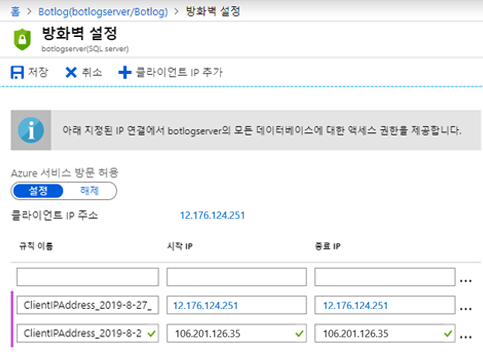 홈 > Botlog(botlogserver/Botlog) > 방화벽 설정
방화벽 설정
botlogserver(SQL server)
저장 취소 클라이언트 IP 추가
아래 지정된 IP 연결에서 botlogserver의 모든 데이터베이스에 대한 액세스 권한을 제공합니다.
Azure 서비스 방문 허용
설정 해제
클라이언트 IP 주소 12.176.124.251
규칙 이름 시작 IP 종료 IP
...
ClientIPAddress_2019-8-27_ 12.176.124.251 12.176.124.251 ...
ClientIPAddress_2019-8-2 106.201.126.35 106.201.126.35 ...